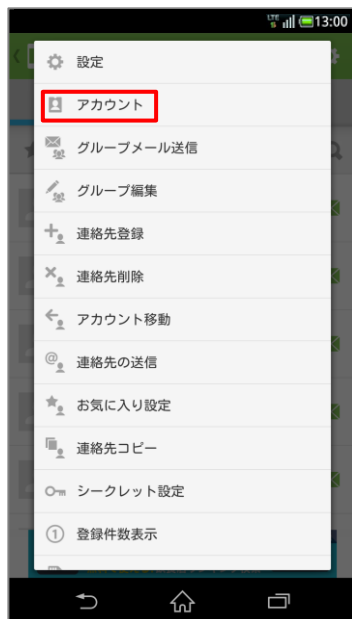 LTE 13:00
設定
アカウント
グループメール送信
グループ編集
連絡先登録
連絡先削除
アカウント移動
連絡先の送信
お気に入り設定
連絡先コピー
シークレット設定
1 登録件数表示